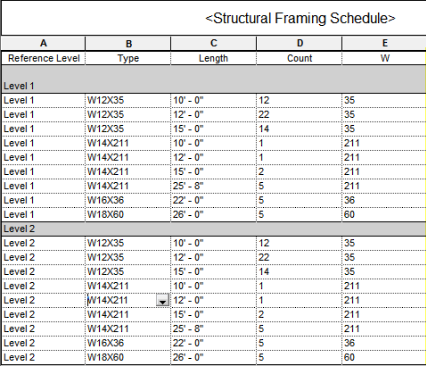 <Structural Framing Schedule>
A B C D E
Reference Level Type Length Count W
Level 1
Level 1 W12X35 10' - 0" 12 35
Level 1 W12X35 12' - 0" 22 35
Level 1 W12X35 15' - 0" 14 35
Level 1 W14X211 10' - 0" 1 211
Level 1 W14X211 12' - 0" 1 211
Level 1 W14X211 15' - 0" 2 211
Level 1 W14X211 25' - 8" 5 211
Level 1 W16X36 22' - 0" 5 36
Level 1 W18X60 26' - 0" 5 60
Level 2
Level 2 W12X35 10' - 0" 12 35
Level 2 W12X35 12' - 0" 22 35
Level 2 W12X35 15' - 0" 14 35
Level 2 W14X211 10' - 0" 1 211
Level 2 W14X211 12' - 0" 1 211
Level 2 W14X211 15' - 0" 2 211
Level 2 W14X211 25' - 8" 5 211
Level 2 W16X36 22' - 0" 5 36
Level 2 W18X60 26' - 0" 5 60